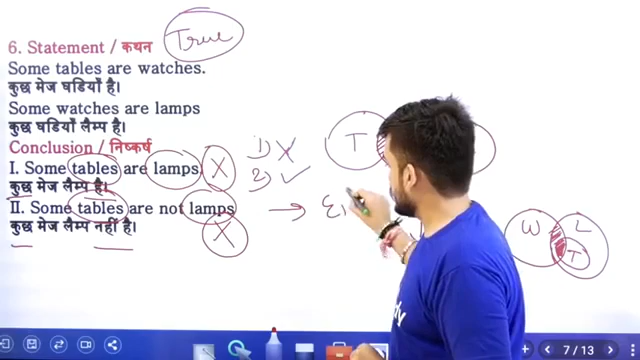 6. Statement / कथन
True
Some tables are watches.
कुछ मेज घडियाँ है।
Some watches are lamps
कुछ घडियाँ लैम्प है।
Conclusion / निष्कर्ष
I. Some tables are lamps X
कुछ मेज लैम्प है।
II. Some tables are not lamps
कुछ मेज लैम्प नहीं है।
X
1) X
2) ✓
T
W L
T
7 / 13